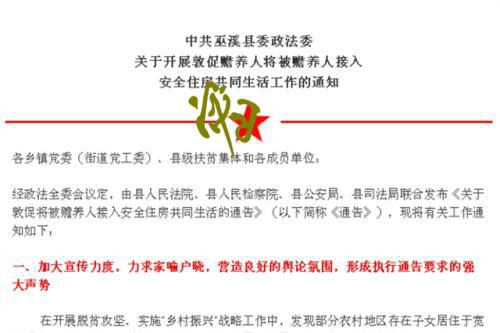 中共巫溪县委政法委
关于开展敦促赡养人将被赡养人接入
安全住房共同生活工作的通知
各乡镇党委（街道党工委）、县级扶贫集体和各成员单位：
经政法全委会议定，由县人民法院、县人民检察院、县公安局、县司法局联合发布《关于
敦促将被赡养人接入安全住房共同生活的通告》（以下简称《通告》），现将有关工作通
知如下：
一、加大宣传力度，力求家喻户晓，营造良好的舆论氛围，形成执行通告要求的强
大声势
在开展脱贫攻坚、实施“乡村振兴”战略工作中，发现部分农村地区存在子女居住于宽